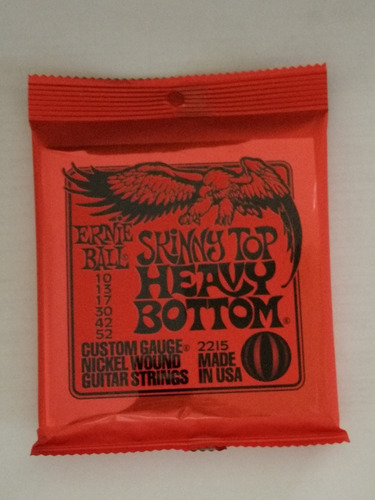 ERNIE
BALL®
10
13
17
30
42
52
SKINNY TOP
HEAVY
BOTTOM®
CUSTOM GAUGE®
NICKEL WOUND
GUITAR STRINGS
2215
MADE
IN USA